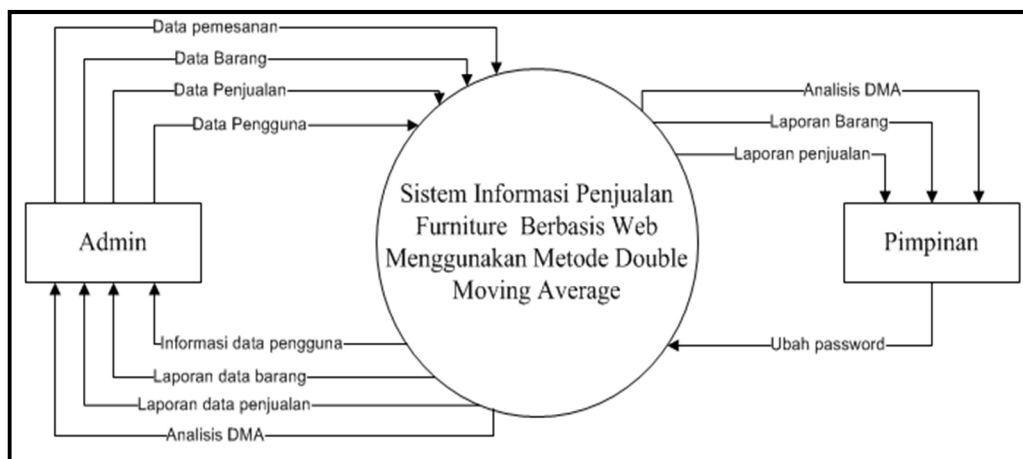 Data pemesanan
Data Barang
Data Penjualan
Data Pengguna
Admin
Informasi data pengguna
Laporan data barang
Laporan data penjualan
Analisis DMA
Sistem Informasi Penjualan
Furniture Berbasis Web
Menggunakan Metode Double
Moving Average
Analisis DMA
Laporan Barang
Laporan penjualan
Pimpinan
Ubah password